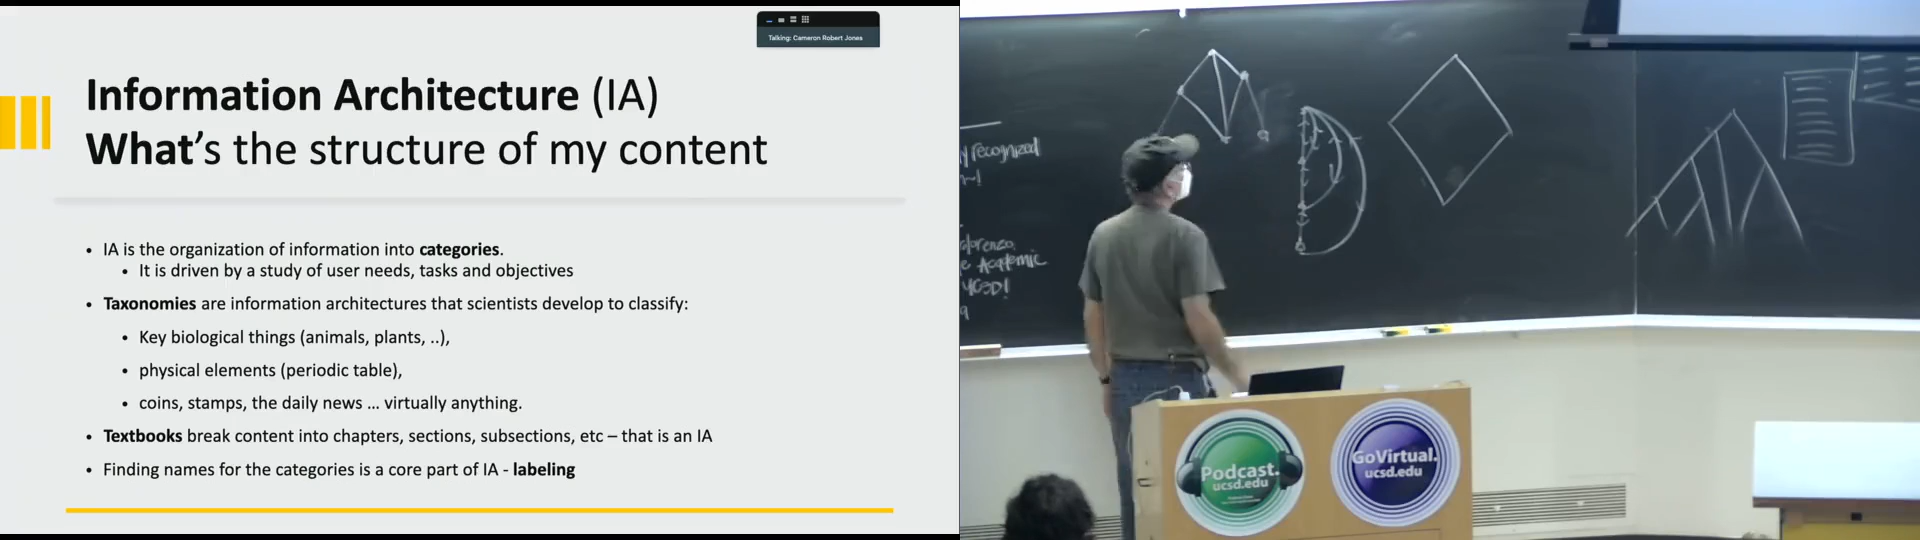 Talking: Cameron Robert Jones
Information Architecture (IA)
What's the structure of my content
• IA is the organization of information into categories.
• It is driven by a study of user needs, tasks and objectives
• Taxonomies are information architectures that scientists develop to classify:
• Key biological things (animals, plants, ..),
• physical elements (periodic table),
• coins, stamps, the daily news … virtually anything.
• Textbooks break content into chapters, sections, subsections, etc – that is an IA
• Finding names for the categories is a core part of IA - labeling
y recognized
Academic
UCSD!
Podcast.
ucsd.edu
GoVirtual.
ucsd.edu